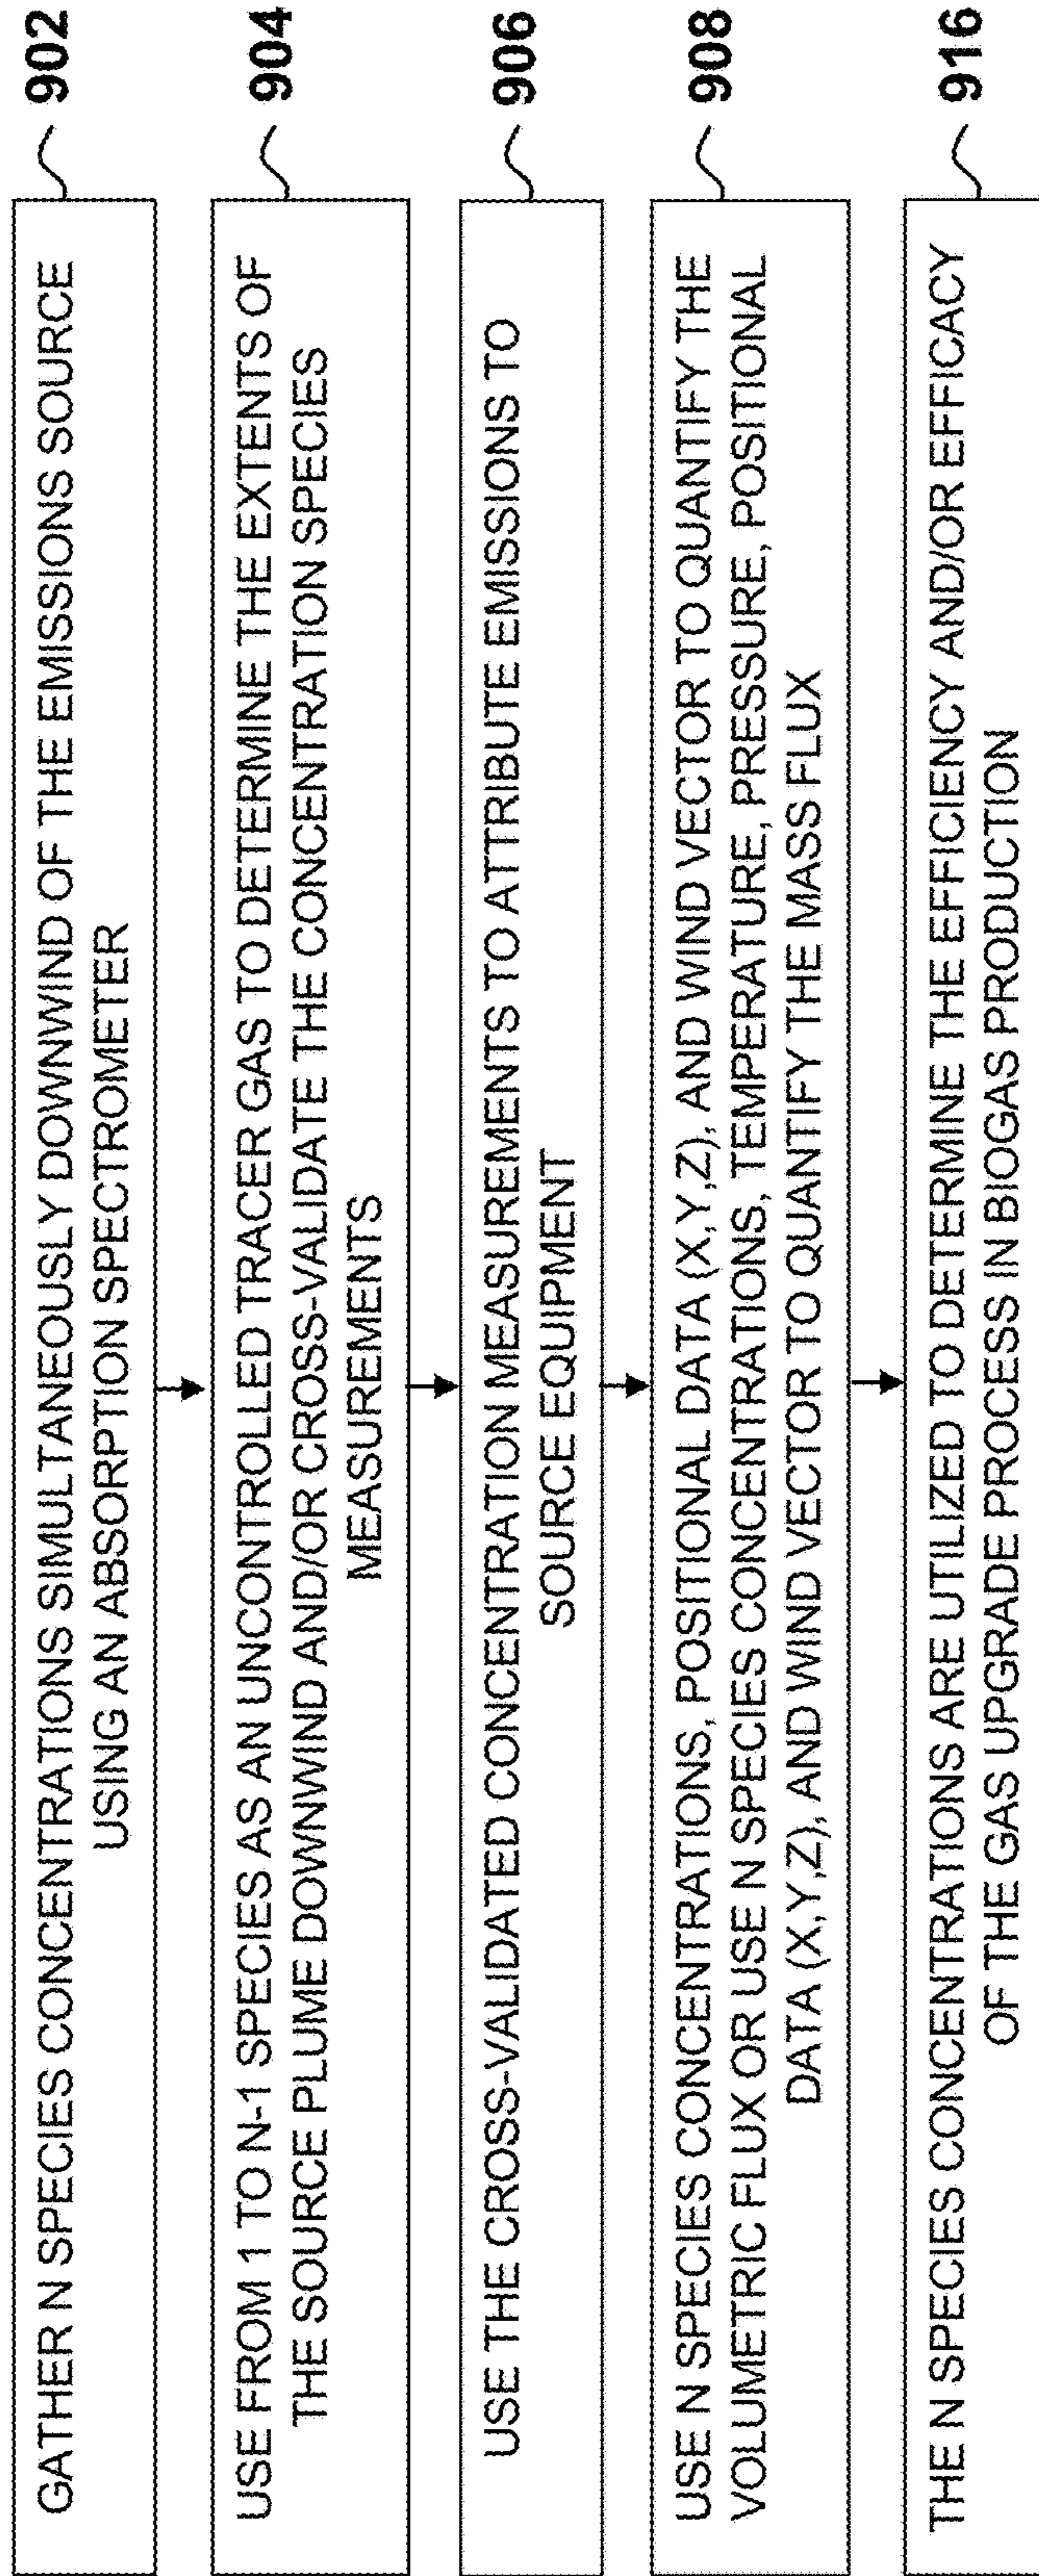 GATHER N SPECIES CONCENTRATIONS SIMULTANEOUSLY DOWNWIND OF THE EMISSIONS SOURCE
USING AN ABSORPTION SPECTROMETER
902
USE FROM 1 TO N-1 SPECIES AS AN UNCONTROLLED TRACER GAS TO DETERMINE THE EXTENTS OF
THE SOURCE PLUME DOWNWIND AND/OR CROSS-VALIDATE THE CONCENTRATION SPECIES
MEASUREMENTS
904
USE THE CROSS-VALIDATED CONCENTRATION MEASUREMENTS TO ATTRIBUTE EMISSIONS TO
SOURCE EQUIPMENT
906
USE N SPECIES CONCENTRATIONS, POSITIONAL DATA (X,Y,Z), AND WIND VECTOR TO QUANTIFY THE
VOLUMETRIC FLUX OR USE N SPECIES CONCENTRATIONS, TEMPERATURE, PRESSURE, POSITIONAL
DATA (X,Y,Z), AND WIND VECTOR TO QUANTIFY THE MASS FLUX
908
THE N SPECIES CONCENTRATIONS ARE UTILIZED TO DETERMINE THE EFFICIENCY AND/OR EFFICACY
OF THE GAS UPGRADE PROCESS IN BIOGAS PRODUCTION
916